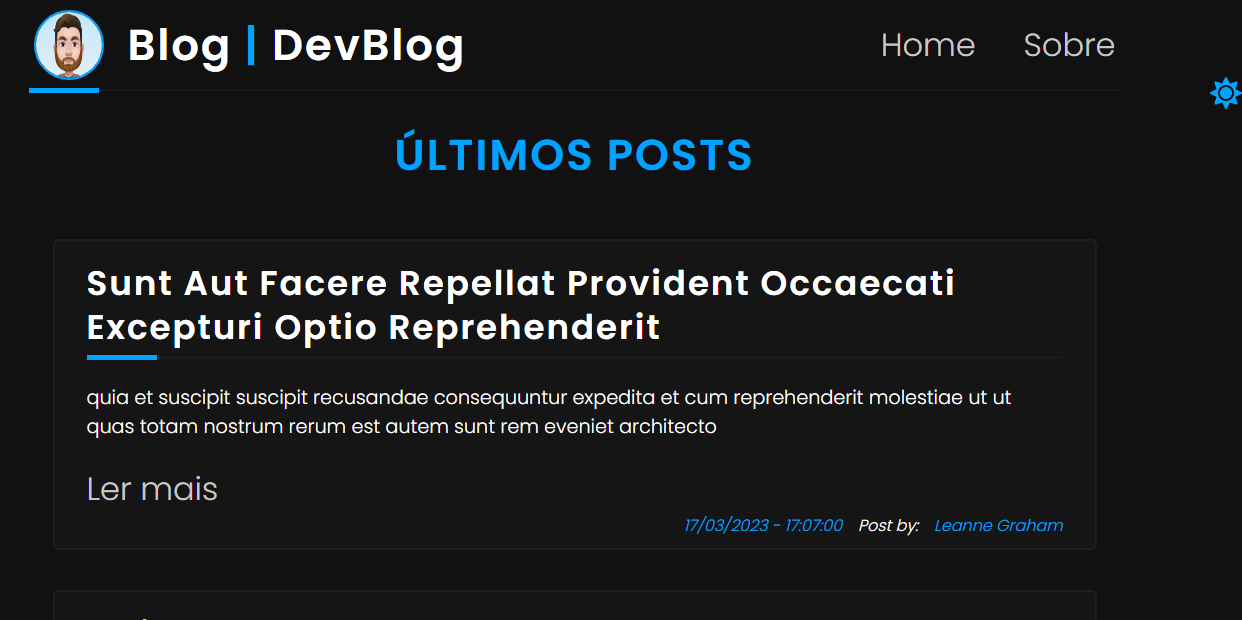 Blog | DevBlog
Home Sobre
ÚLTIMOS POSTS
Sunt Aut Facere Repellat Provident Occaecati
Excepturi Optio Reprehenderit
quia et suscipit suscipit recusandae consequuntur expedita et cum reprehenderit molestiae ut ut
quas totam nostrum rerum est autem sunt rem eveniet architecto
Ler mais
17/03/2023 - 17:07:00 Post by: Leanne Graham